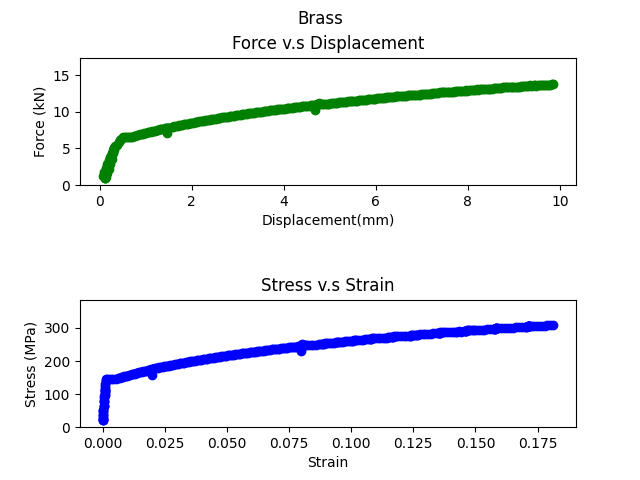 Brass
Force v.s Displacement
Force (kN)
15
10
5
0
0 2 4 6 8 10
Displacement(mm)
Stress v.s Strain
Stress (MPa)
300
200
100
0
0.000 0.025 0.050 0.075 0.100 0.125 0.150 0.175
Strain